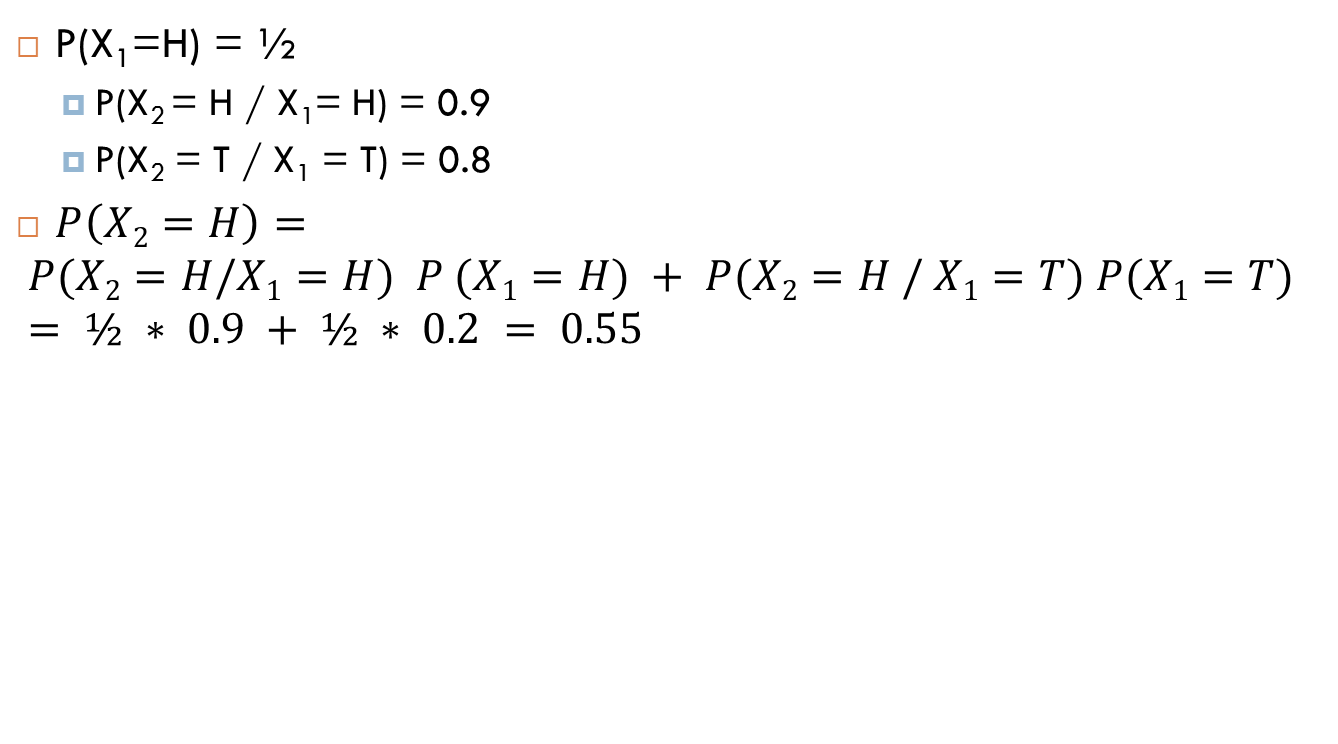 P(X₁=H) = ½
P(X₂ = H / X₁= H) = 0.9
P(X₂ = T / X₁ = T) = 0.8
P(X₂ = H) =
P(X₂ = H/X₁ = H) P (X₁ = H) + P(X₂ = H / X₁ = T) P(X₁ = T)
= ½ ∗ 0.9 + ½ ∗ 0.2 = 0.55